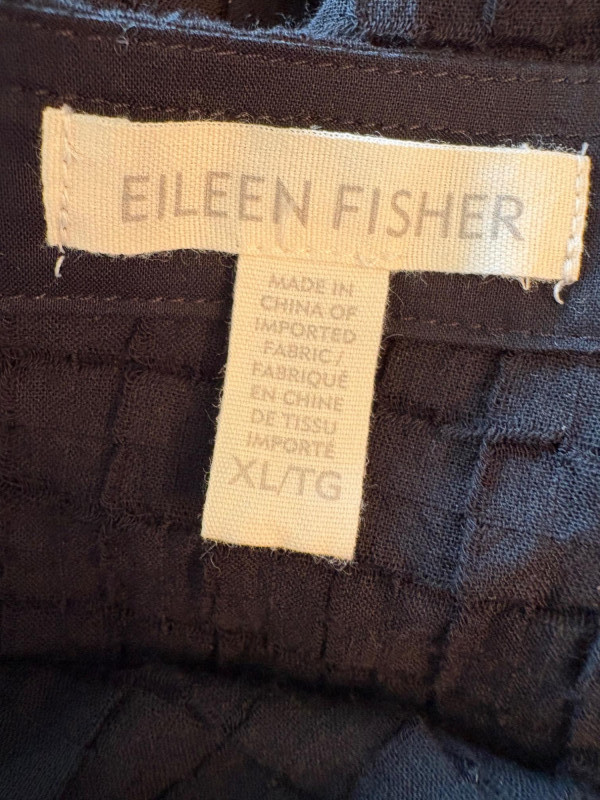 EILEEN FISHER
MADE IN
CHINA OF
IMPORTED
FABRIC /
FABRIQUÉ
EN CHINE
DE TISSU
IMPORTÉ
XL/TG